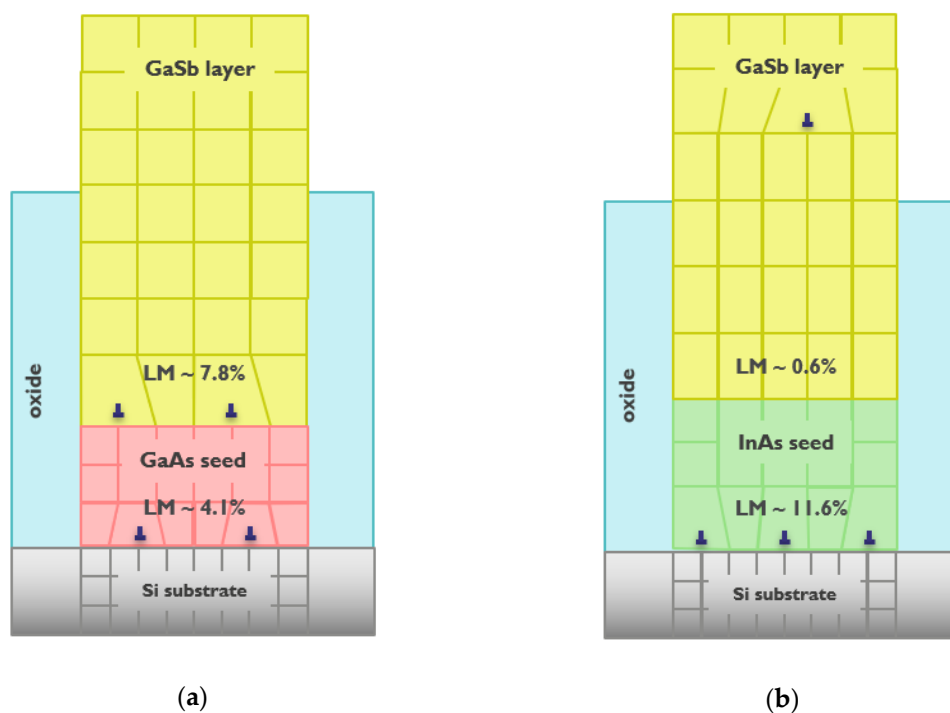 GaSb layer
oxide
LM ~ 7.8%
GaAs seed
LM ~ 4.1%
Si substrate
(a)
GaSb layer
oxide
LM ~ 0.6%
InAs seed
LM ~ 11.6%
Si substrate
(b)